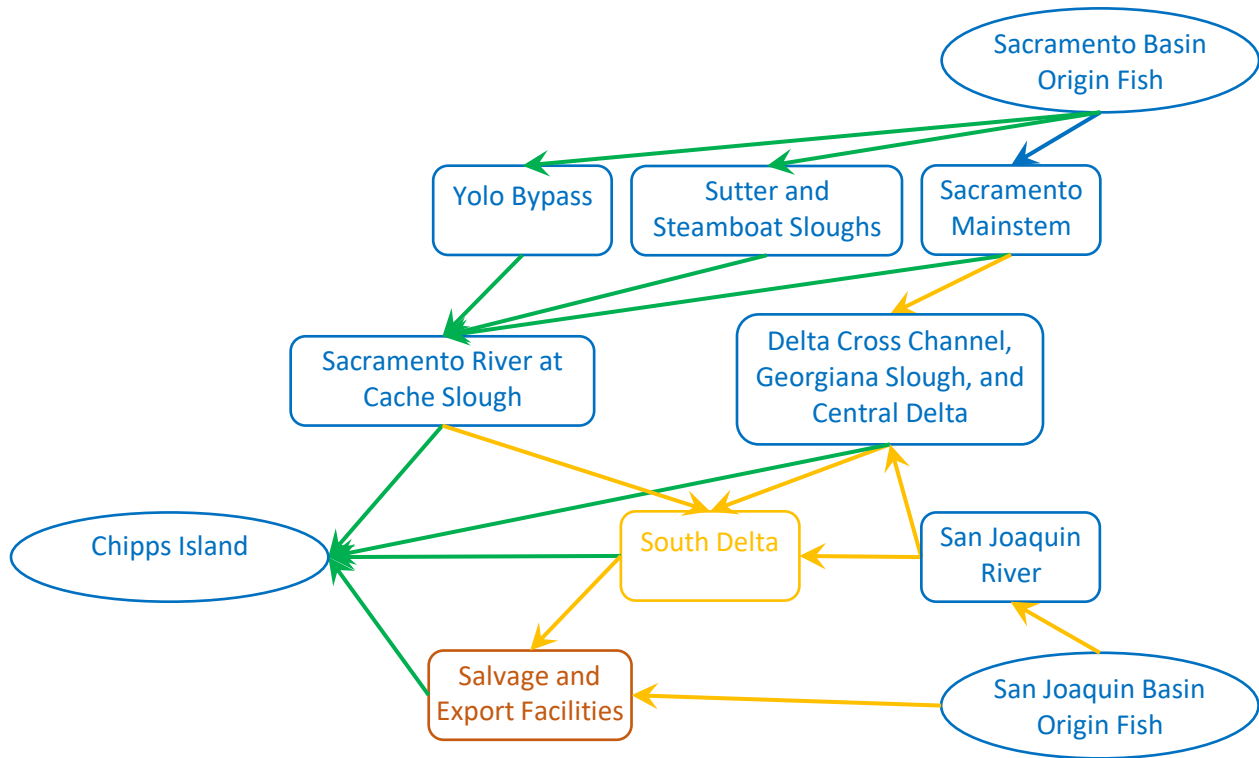 Sacramento Basin
Origin Fish
Yolo Bypass
Sutter and
Steamboat Sloughs
Sacramento
Mainstem
Sacramento River at
Cache Slough
Delta Cross Channel,
Georgiana Slough, and
Central Delta
Chipps Island
South Delta
San Joaquin
River
Salvage and
Export Facilities
San Joaquin Basin
Origin Fish